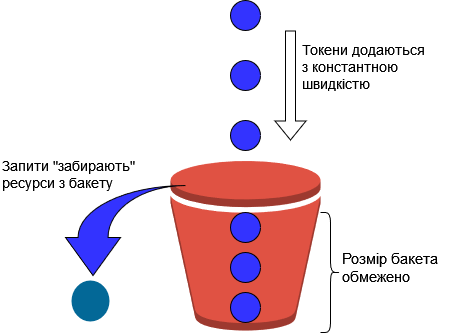 Токени додаються
з константною
швидкістю
Запити "забирають"
ресурси з бакету
Розмір бакета
обмежено